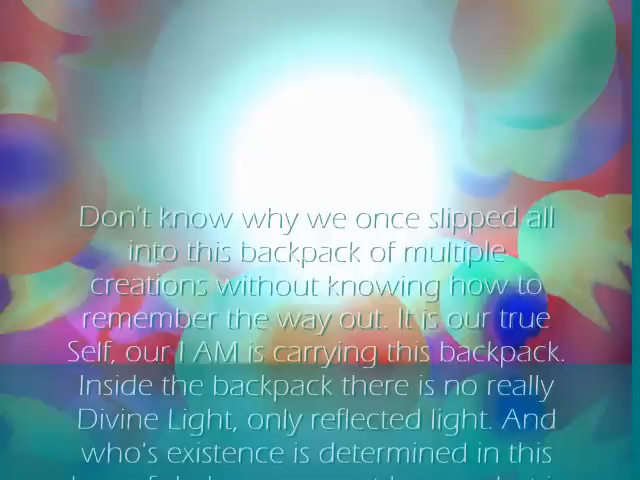 Don't know why we once slipped all
into this backpack of multiple
creations without knowing how to
remember the way out. It is our true
Self, our I AM is carrying this backpack.
Inside the backpack there is no really
Divine Light, only reflected light. And
who's existence is determined in this